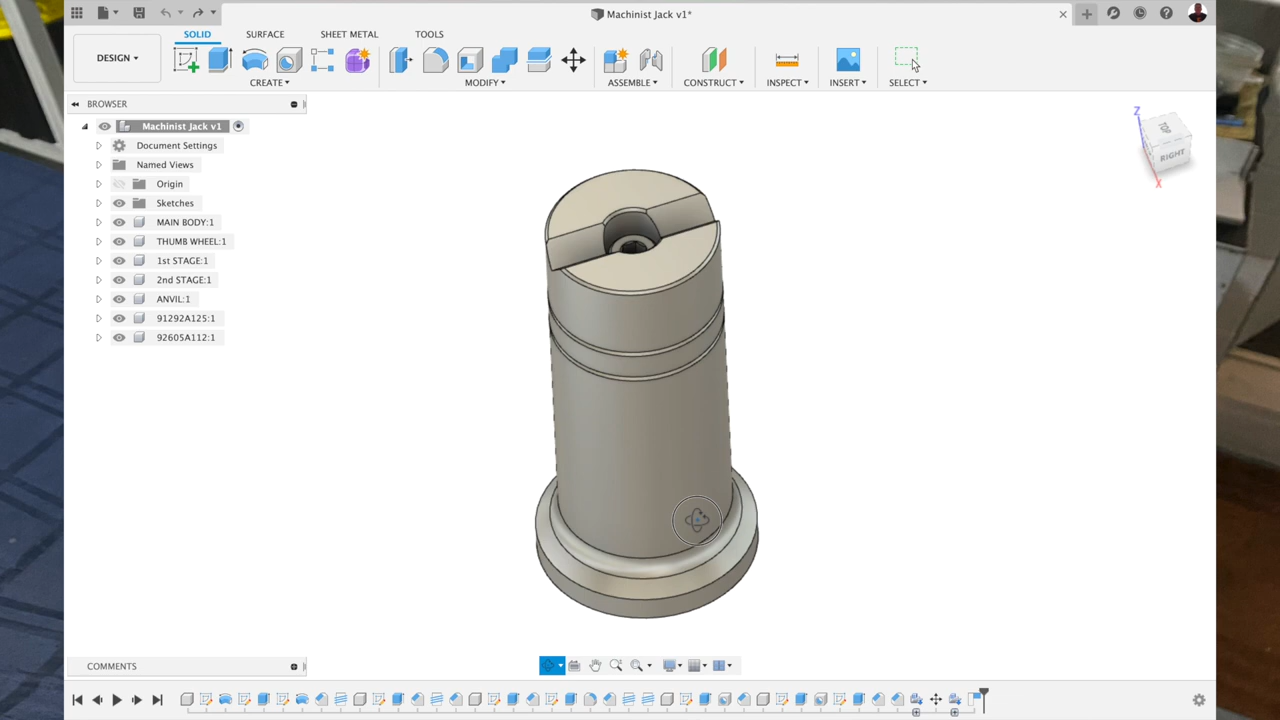 Machinist Jack v1*
SOLID
SURFACE
SHEET METAL
TOOLS
DESIGN
CREATE
MODIFY
ASSEMBLE
CONSTRUCT
INSPECT
INSERT
SELECT
BROWSER
Machinist Jack v1
Document Settings
Named Views
Origin
Sketches
MAIN BODY:1
THUMB WHEEL:1
1st STAGE:1
2nd STAGE:1
ANVIL:1
91292A125:1
92605A112:1
Z
TOP
RIGHT
X
COMMENTS